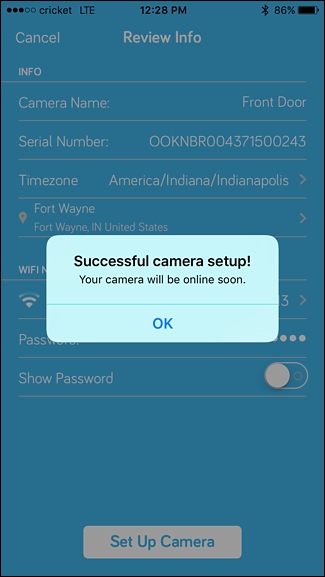 cricket LTE 12:28 PM 86%
Cancel Review Info
INFO
Camera Name: Front Door
Serial Number: OOKNBR004371500243
Timezone America/Indiana/Indianapolis
Fort Wayne
Fort Wayne, IN United States
Successful camera setup!
Your camera will be online soon.
WIFI N
3
OK
Password:
Show Password
Set Up Camera